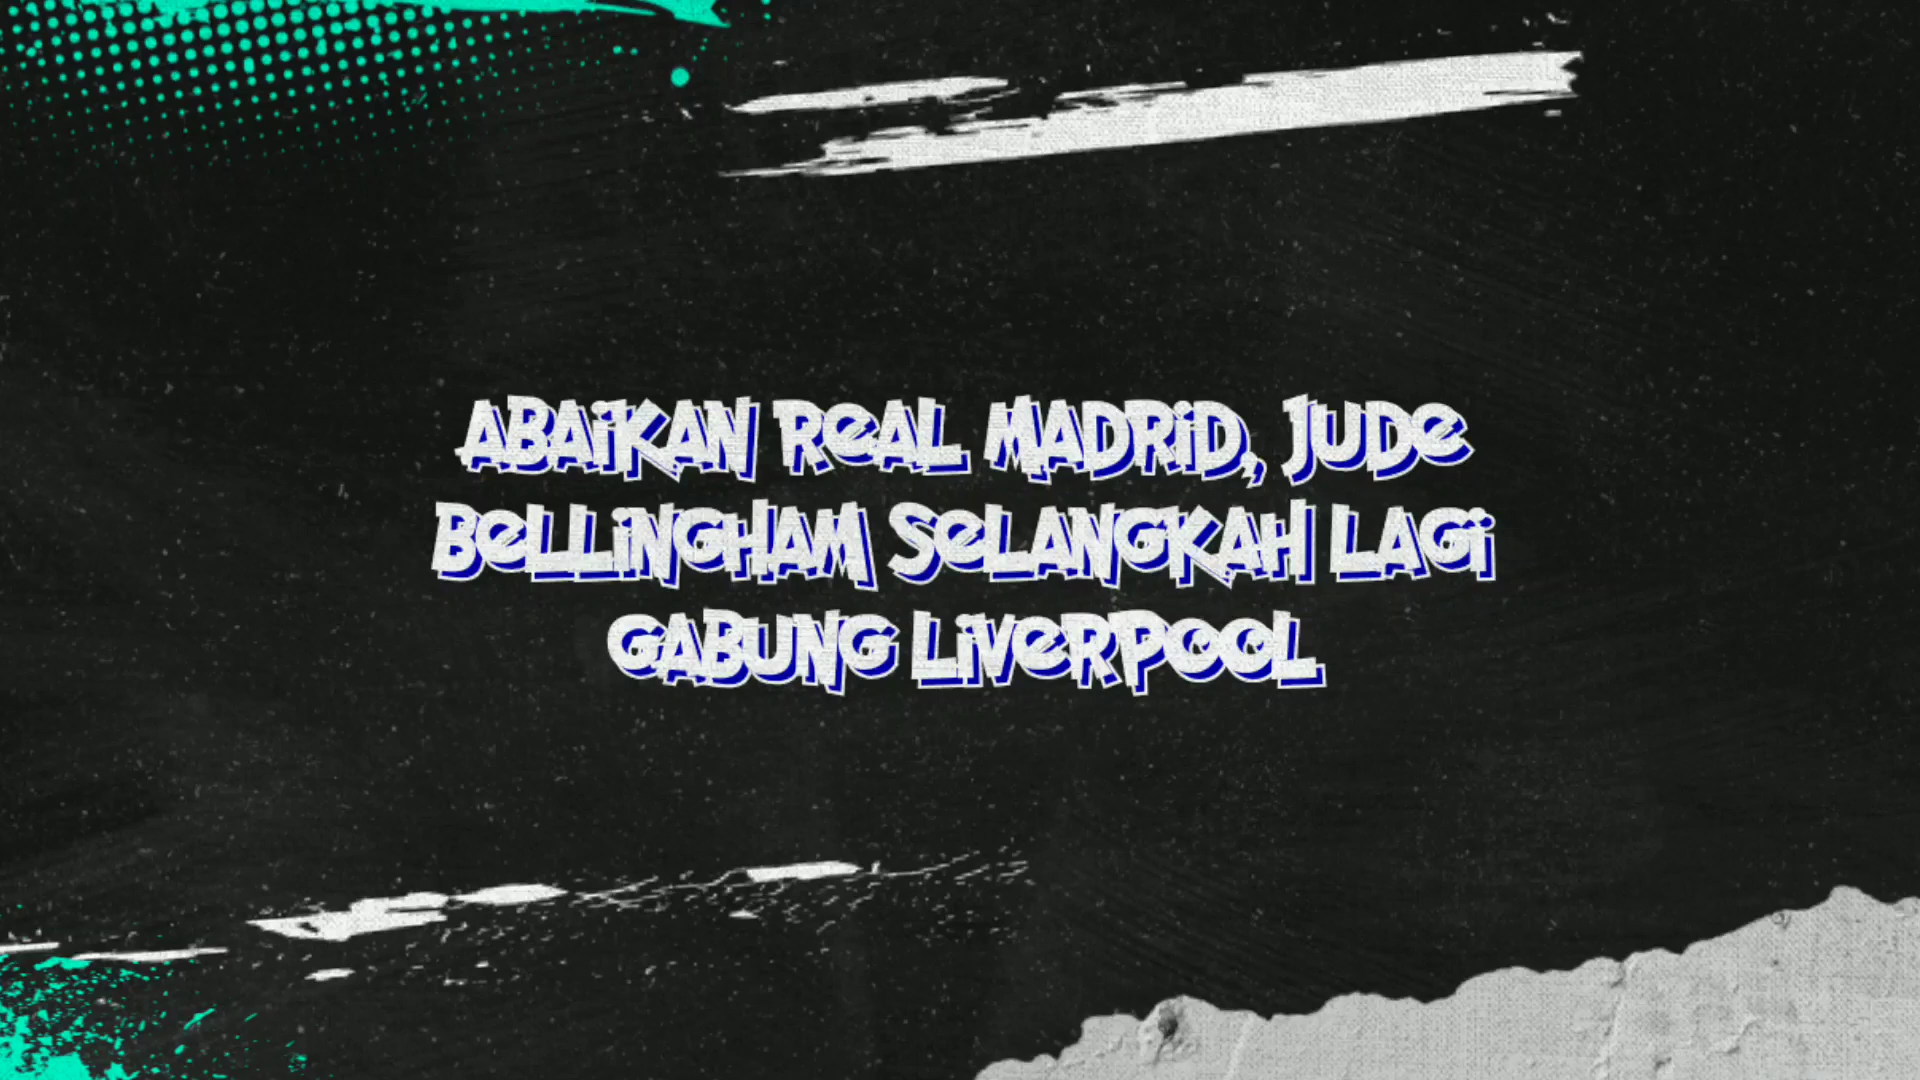 ABAiKAN ReAL MADRiD, JUDe
BeLLiNGHAM SeLANGKAH LAGi
GABUNG LiVeRPOOL